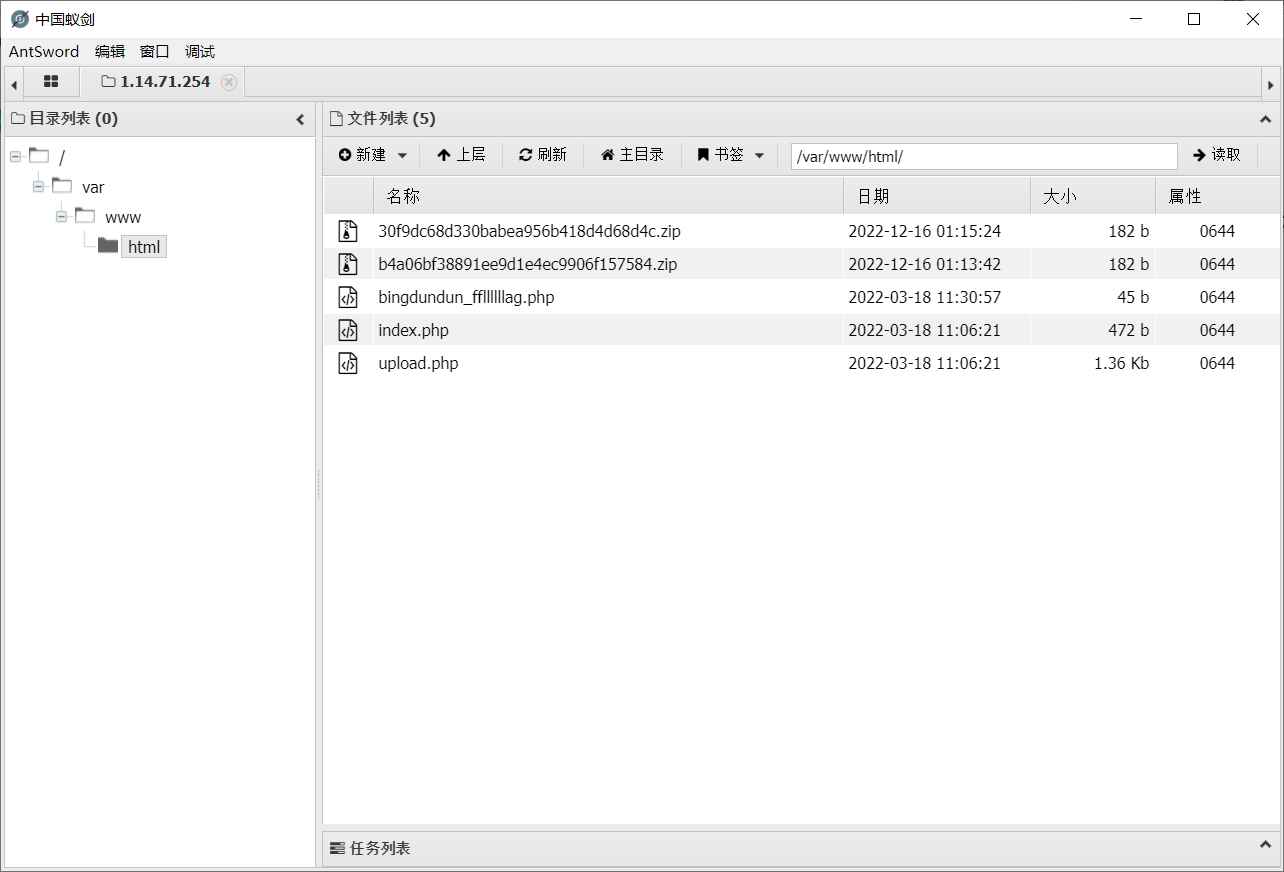 中国蚁剑
AntSword 编辑 窗口 调试
1.14.71.254
目录列表 (0)
文件列表 (5)
新建 上层 刷新 主目录 书签 /var/www/html/ 读取
/
var
www
html
名称 日期 大小 属性
30f9dc68d330babea956b418d4d68d4c.zip 2022-12-16 01:15:24 182 b 0644
b4a06bf38891ee9d1e4ec9906f157584.zip 2022-12-16 01:13:42 182 b 0644
bingdundun_ffllllllag.php 2022-03-18 11:30:57 45 b 0644
index.php 2022-03-18 11:06:21 472 b 0644
upload.php 2022-03-18 11:06:21 1.36 Kb 0644
任务列表